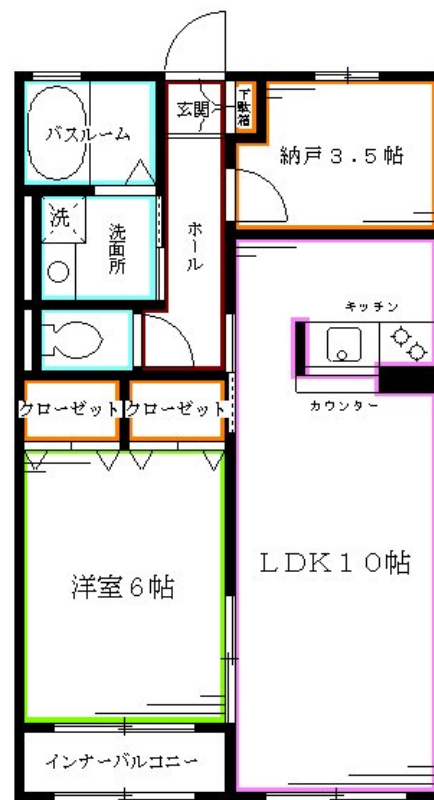 玄関
下駄箱
バスルーム
納戸3.5帖
洗
洗面所
ホール
キッチン
カウンター
クローゼット
クローゼット
LDK10帖
洋室6帖
インナーバルコニー